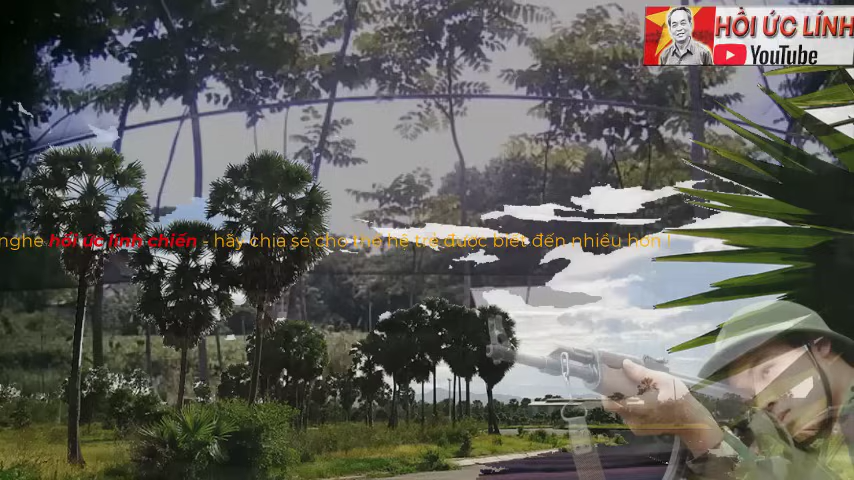 HỒI ỨC LÍNH
YouTube
nghe hồi ức lính chiến - hãy chia sẻ cho thế hệ trẻ được biết đến nhiều hơn !